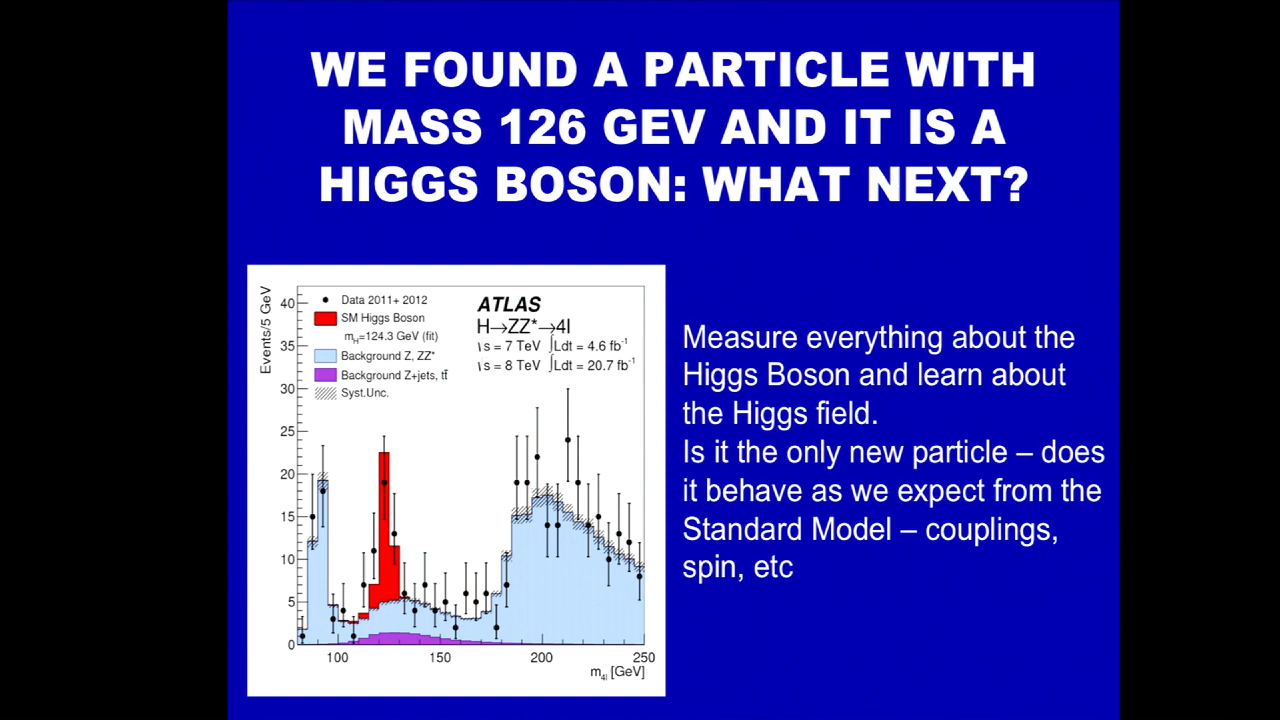 WE FOUND A PARTICLE WITH
MASS 126 GEV AND IT IS A
HIGGS BOSON: WHAT NEXT?
Events/5 GeV
40
35
30
25
20
15
10
5
0
Data 2011+ 2012
SM Higgs Boson
mH=124.3 GeV (fit)
Background Z, ZZ*
Background Z+jets, tt̄
Syst.Unc.
ATLAS
H→ZZ*→4l
√s = 7 TeV ∫Ldt = 4.6 fb-1
√s = 8 TeV ∫Ldt = 20.7 fb-1
100 150 200 250
m4l [GeV]
Measure everything about the
Higgs Boson and learn about
the Higgs field.
Is it the only new particle – does
it behave as we expect from the
Standard Model – couplings,
spin, etc